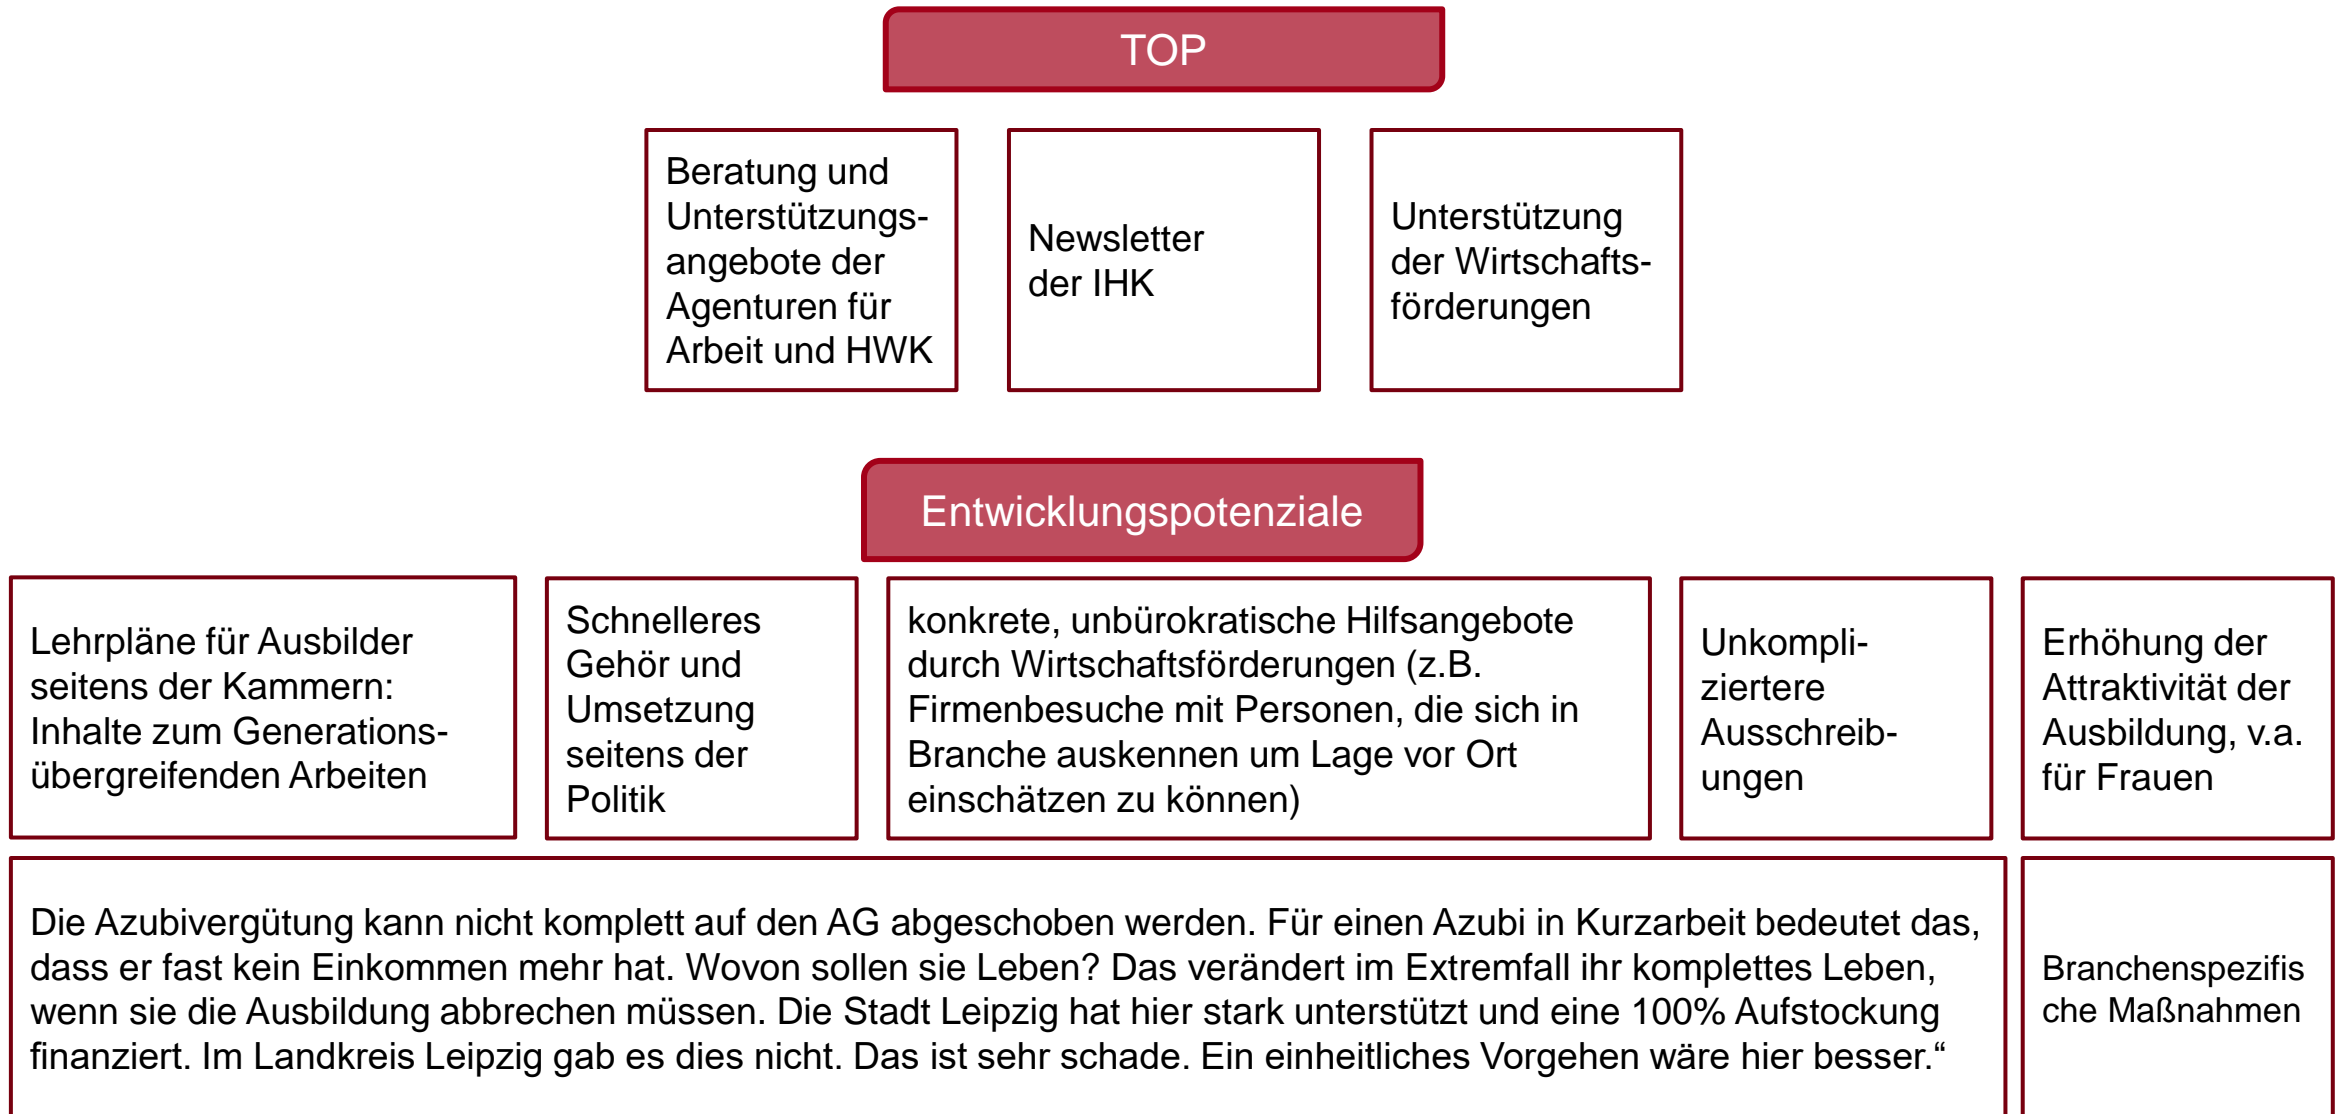 TOP
Beratung und
Unterstützungs-
angebote der
Agenturen für
Arbeit und HWK
Newsletter
der IHK
Unterstützung
der Wirtschafts-
förderungen
Entwicklungspotenziale
Lehrpläne für Ausbilder
seitens der Kammern:
Inhalte zum Generations-
übergreifenden Arbeiten
Schnelleres
Gehör und
Umsetzung
seitens der
Politik
konkrete, unbürokratische Hilfsangebote
durch Wirtschaftsförderungen (z.B.
Firmenbesuche mit Personen, die sich in
Branche auskennen um Lage vor Ort
einschätzen zu können)
Unkompli-
ziertere
Ausschreib-
ungen
Erhöhung der
Attraktivität der
Ausbildung, v.a.
für Frauen
Die Azubivergütung kann nicht komplett auf den AG abgeschoben werden. Für einen Azubi in Kurzarbeit bedeutet das,
dass er fast kein Einkommen mehr hat. Wovon sollen sie Leben? Das verändert im Extremfall ihr komplettes Leben,
wenn sie die Ausbildung abbrechen müssen. Die Stadt Leipzig hat hier stark unterstützt und eine 100% Aufstockung
finanziert. Im Landkreis Leipzig gab es dies nicht. Das ist sehr schade. Ein einheitliches Vorgehen wäre hier besser.“
Branchenspezifis
che Maßnahmen